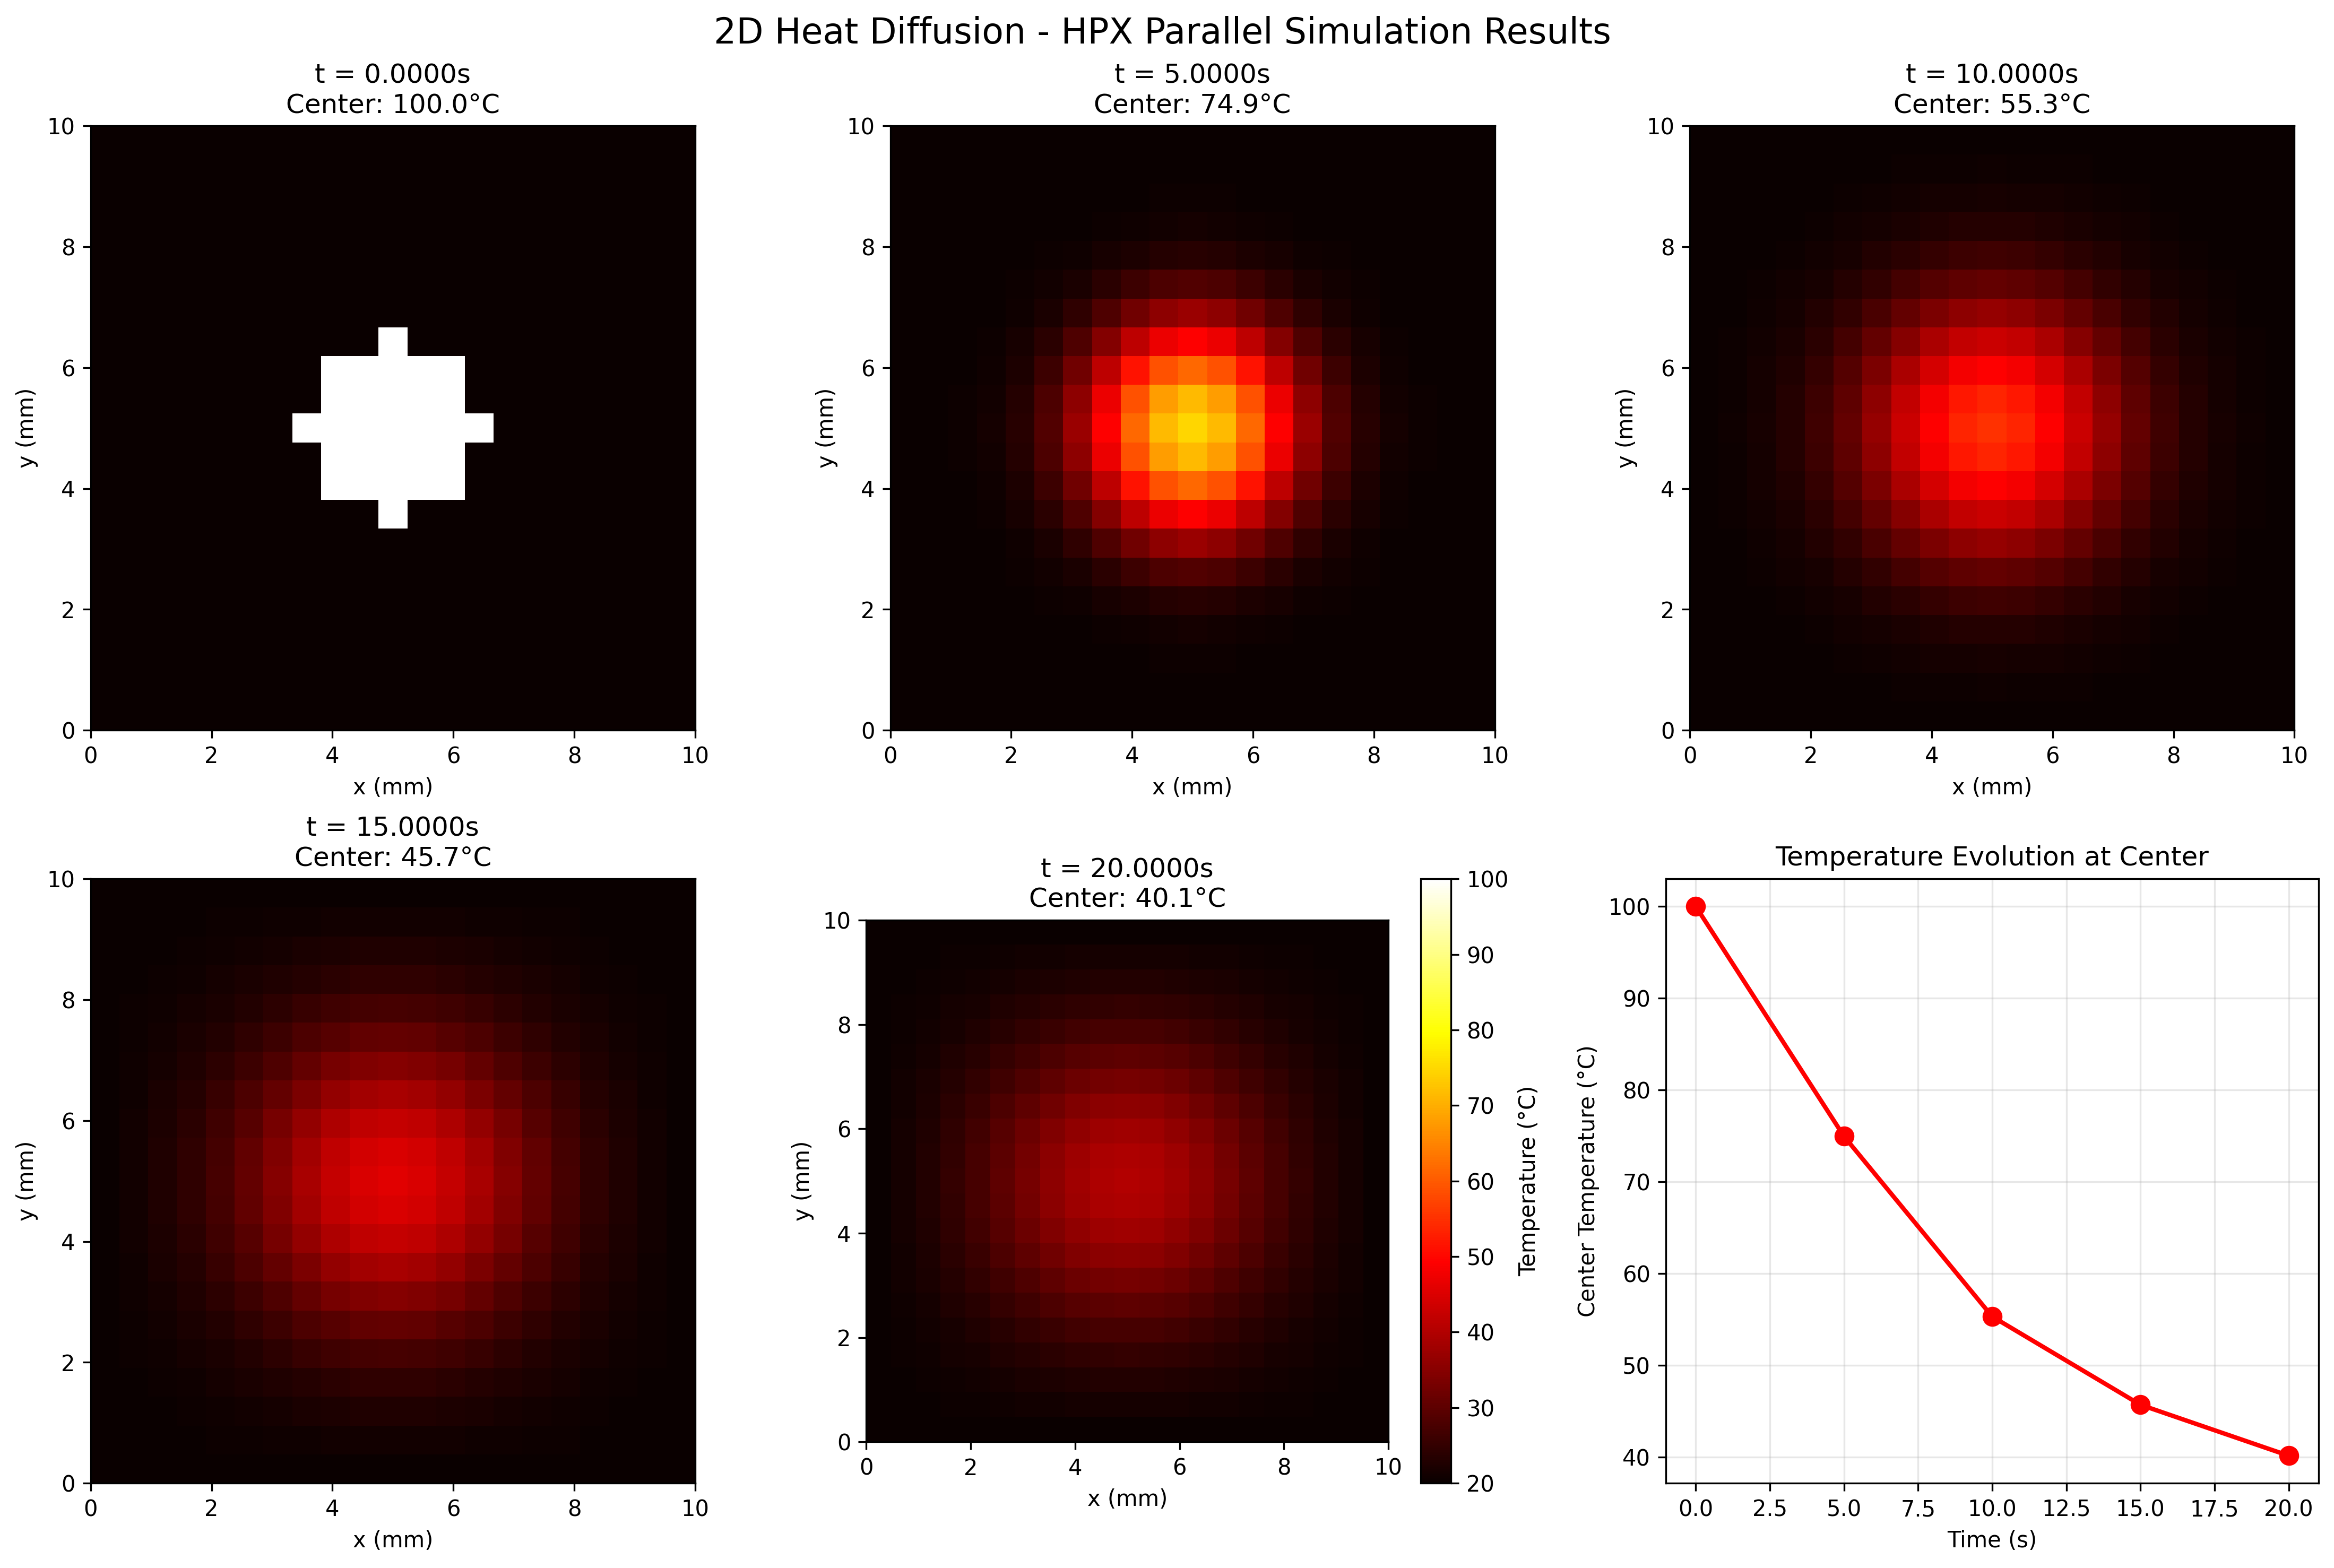 2D Heat Diffusion - HPX Parallel Simulation Results
t = 0.0000s
Center: 100.0°C
10
8
6
4
2
0
y (mm)
0 2 4 6 8 10
x (mm)
t = 5.0000s
Center: 74.9°C
10
8
6
4
2
0
y (mm)
0 2 4 6 8 10
x (mm)
t = 10.0000s
Center: 55.3°C
10
8
6
4
2
0
y (mm)
0 2 4 6 8 10
x (mm)
t = 15.0000s
Center: 45.7°C
10
8
6
4
2
0
y (mm)
0 2 4 6 8 10
x (mm)
t = 20.0000s
Center: 40.1°C
10
8
6
4
2
0
y (mm)
0 2 4 6 8 10
x (mm)
100
90
80
70
60
50
40
30
20
Temperature (°C)
Temperature Evolution at Center
100
90
80
70
60
50
40
Center Temperature (°C)
0.0 2.5 5.0 7.5 10.0 12.5 15.0 17.5 20.0
Time (s)